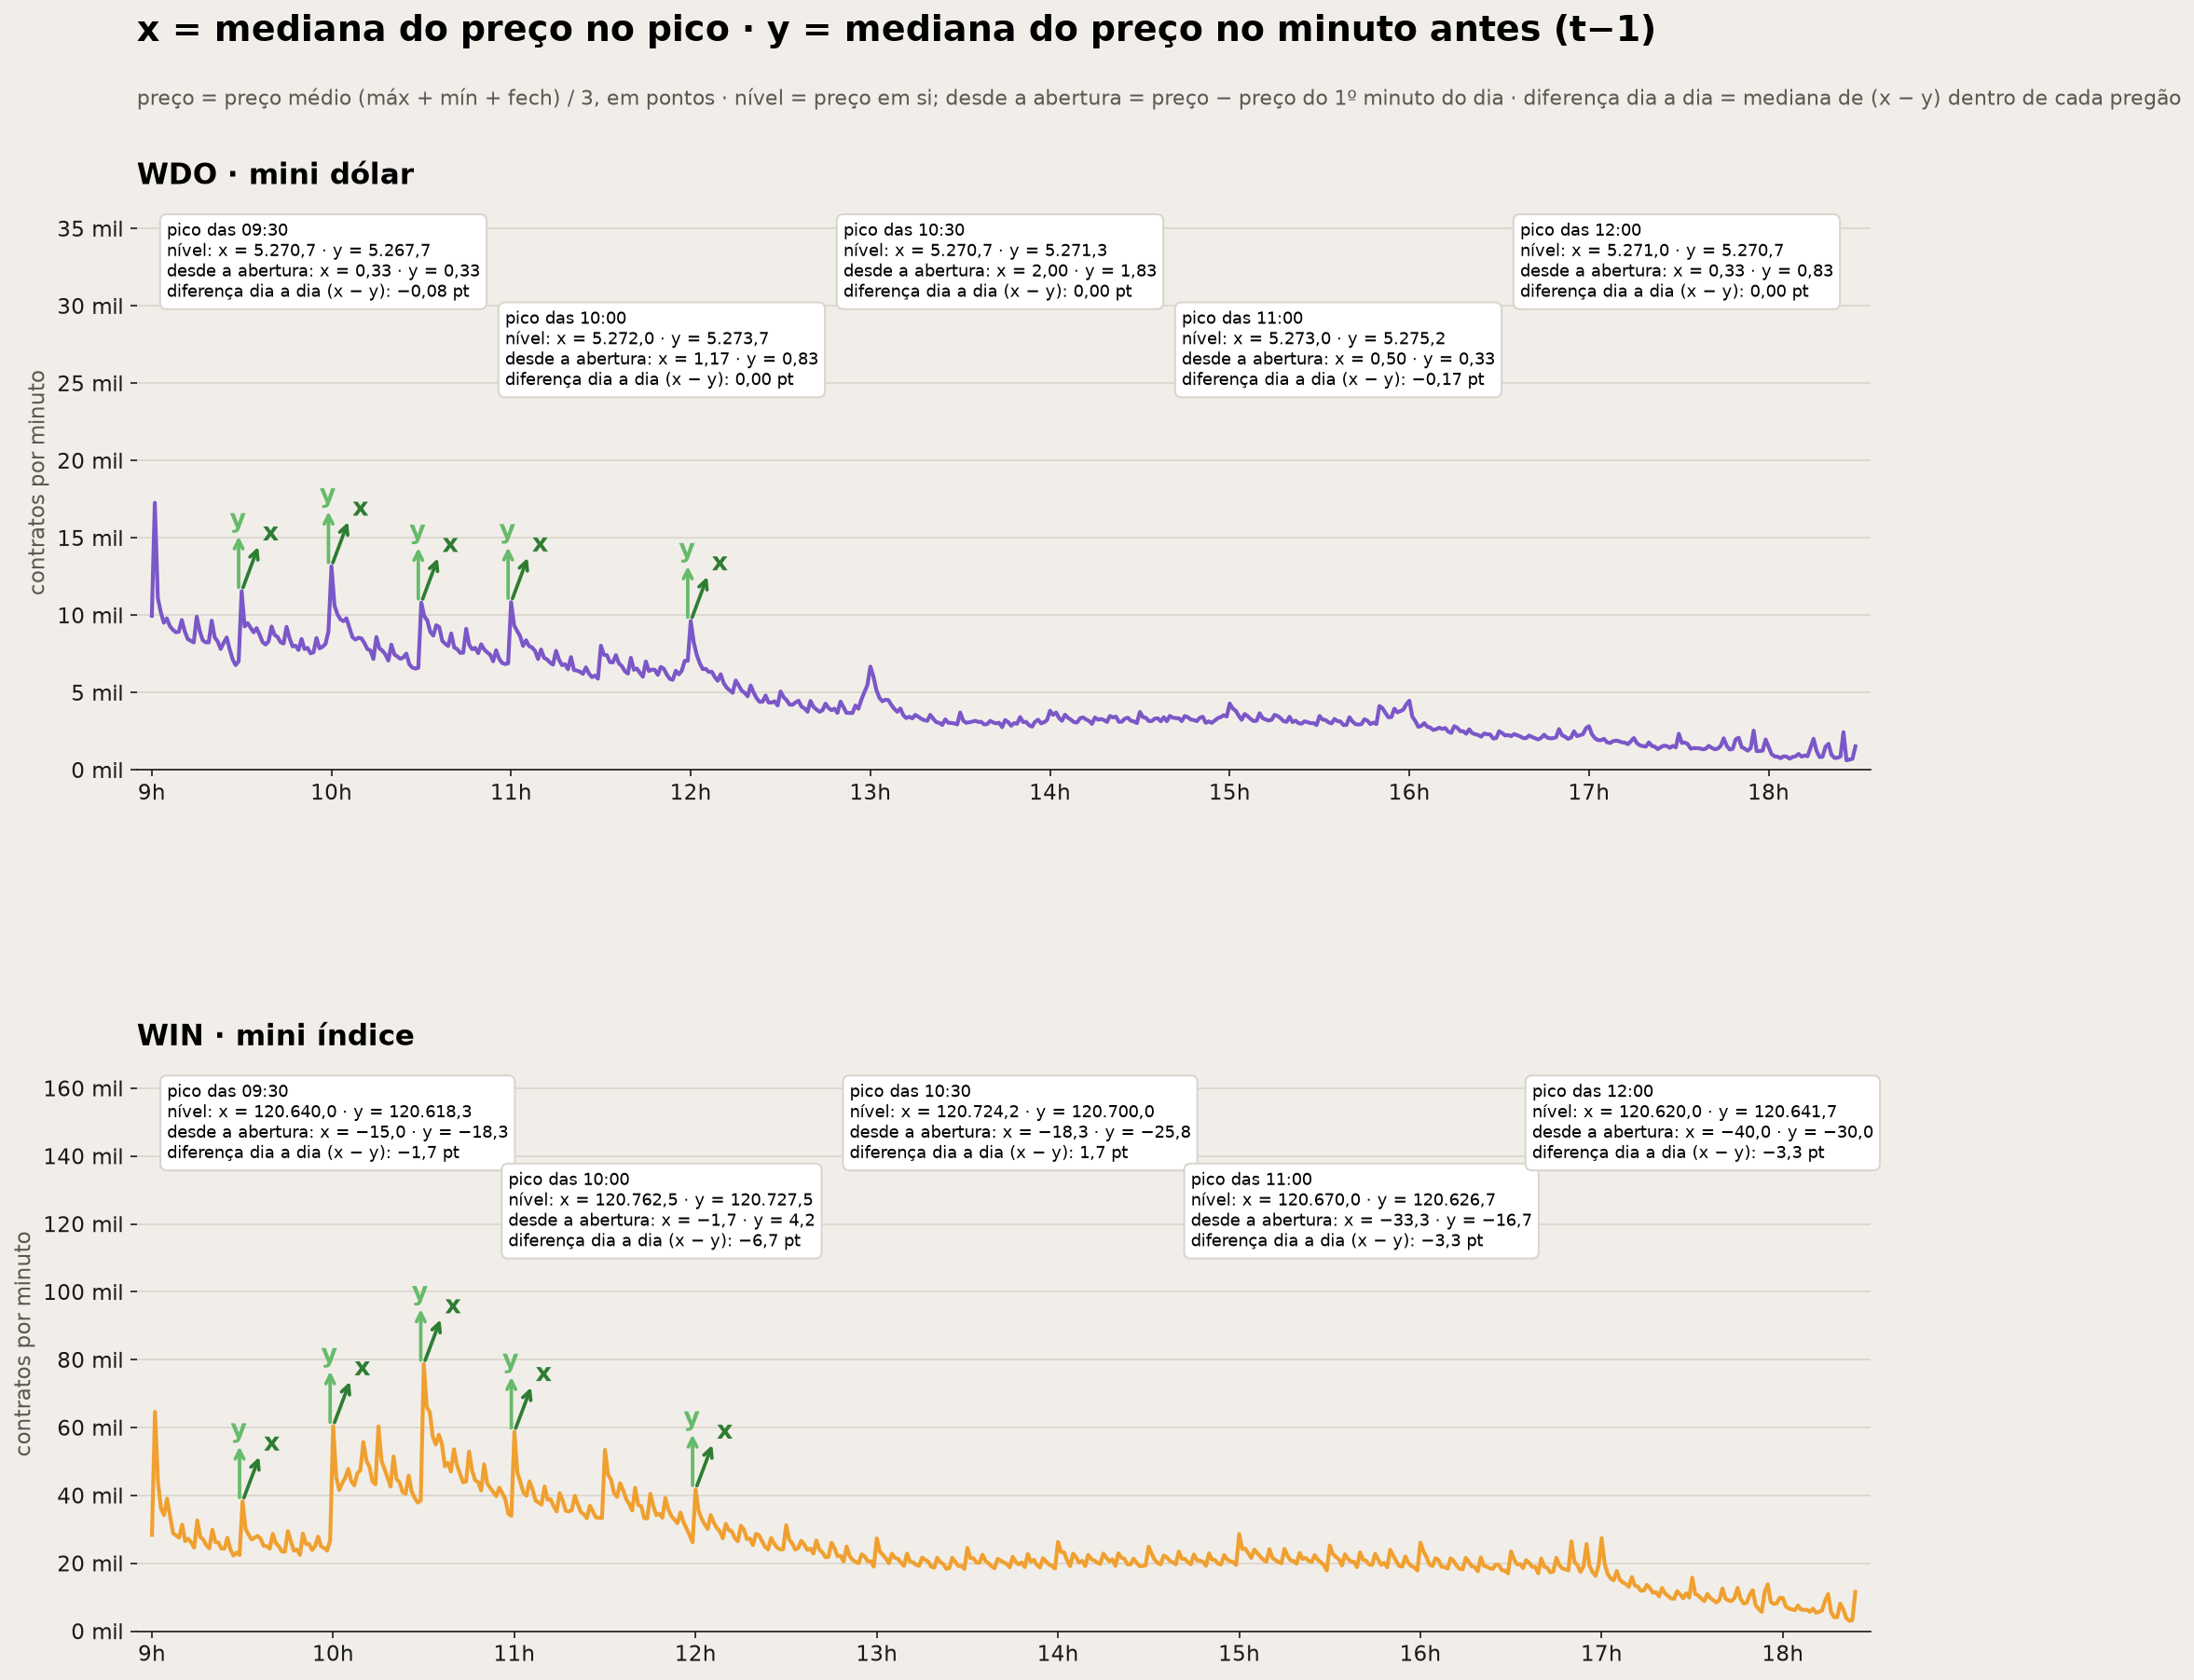 x = mediana do preço no pico · y = mediana do preço no minuto antes (t−1)
preço = preço médio (máx + mín + fech) / 3, em pontos · nível = preço em si; desde a abertura = preço − preço do 1º minuto do dia · diferença dia a dia = mediana de (x − y) dentro de cada pregão
WDO · mini dólar
contratos por minuto
35 mil
30 mil
25 mil
20 mil
15 mil
10 mil
5 mil
0 mil
pico das 09:30
nível: x = 5.270,7 · y = 5.267,7
desde a abertura: x = 0,33 · y = 0,33
diferença dia a dia (x − y): −0,08 pt
pico das 10:00
nível: x = 5.272,0 · y = 5.273,7
desde a abertura: x = 1,17 · y = 0,83
diferença dia a dia (x − y): 0,00 pt
pico das 10:30
nível: x = 5.270,7 · y = 5.271,3
desde a abertura: x = 2,00 · y = 1,83
diferença dia a dia (x − y): 0,00 pt
pico das 11:00
nível: x = 5.273,0 · y = 5.275,2
desde a abertura: x = 0,50 · y = 0,33
diferença dia a dia (x − y): −0,17 pt
pico das 12:00
nível: x = 5.271,0 · y = 5.270,7
desde a abertura: x = 0,33 · y = 0,83
diferença dia a dia (x − y): 0,00 pt
y x
y x
y x
y x
y x
9h 10h 11h 12h 13h 14h 15h 16h 17h 18h
WIN · mini índice
contratos por minuto
160 mil
140 mil
120 mil
100 mil
80 mil
60 mil
40 mil
20 mil
0 mil
pico das 09:30
nível: x = 120.640,0 · y = 120.618,3
desde a abertura: x = −15,0 · y = −18,3
diferença dia a dia (x − y): −1,7 pt
pico das 10:00
nível: x = 120.762,5 · y = 120.727,5
desde a abertura: x = −1,7 · y = 4,2
diferença dia a dia (x − y): −6,7 pt
pico das 10:30
nível: x = 120.724,2 · y = 120.700,0
desde a abertura: x = −18,3 · y = −25,8
diferença dia a dia (x − y): 1,7 pt
pico das 11:00
nível: x = 120.670,0 · y = 120.626,7
desde a abertura: x = −33,3 · y = −16,7
diferença dia a dia (x − y): −3,3 pt
pico das 12:00
nível: x = 120.620,0 · y = 120.641,7
desde a abertura: x = −40,0 · y = −30,0
diferença dia a dia (x − y): −3,3 pt
y x
y x
y x
y x
y x
9h 10h 11h 12h 13h 14h 15h 16h 17h 18h